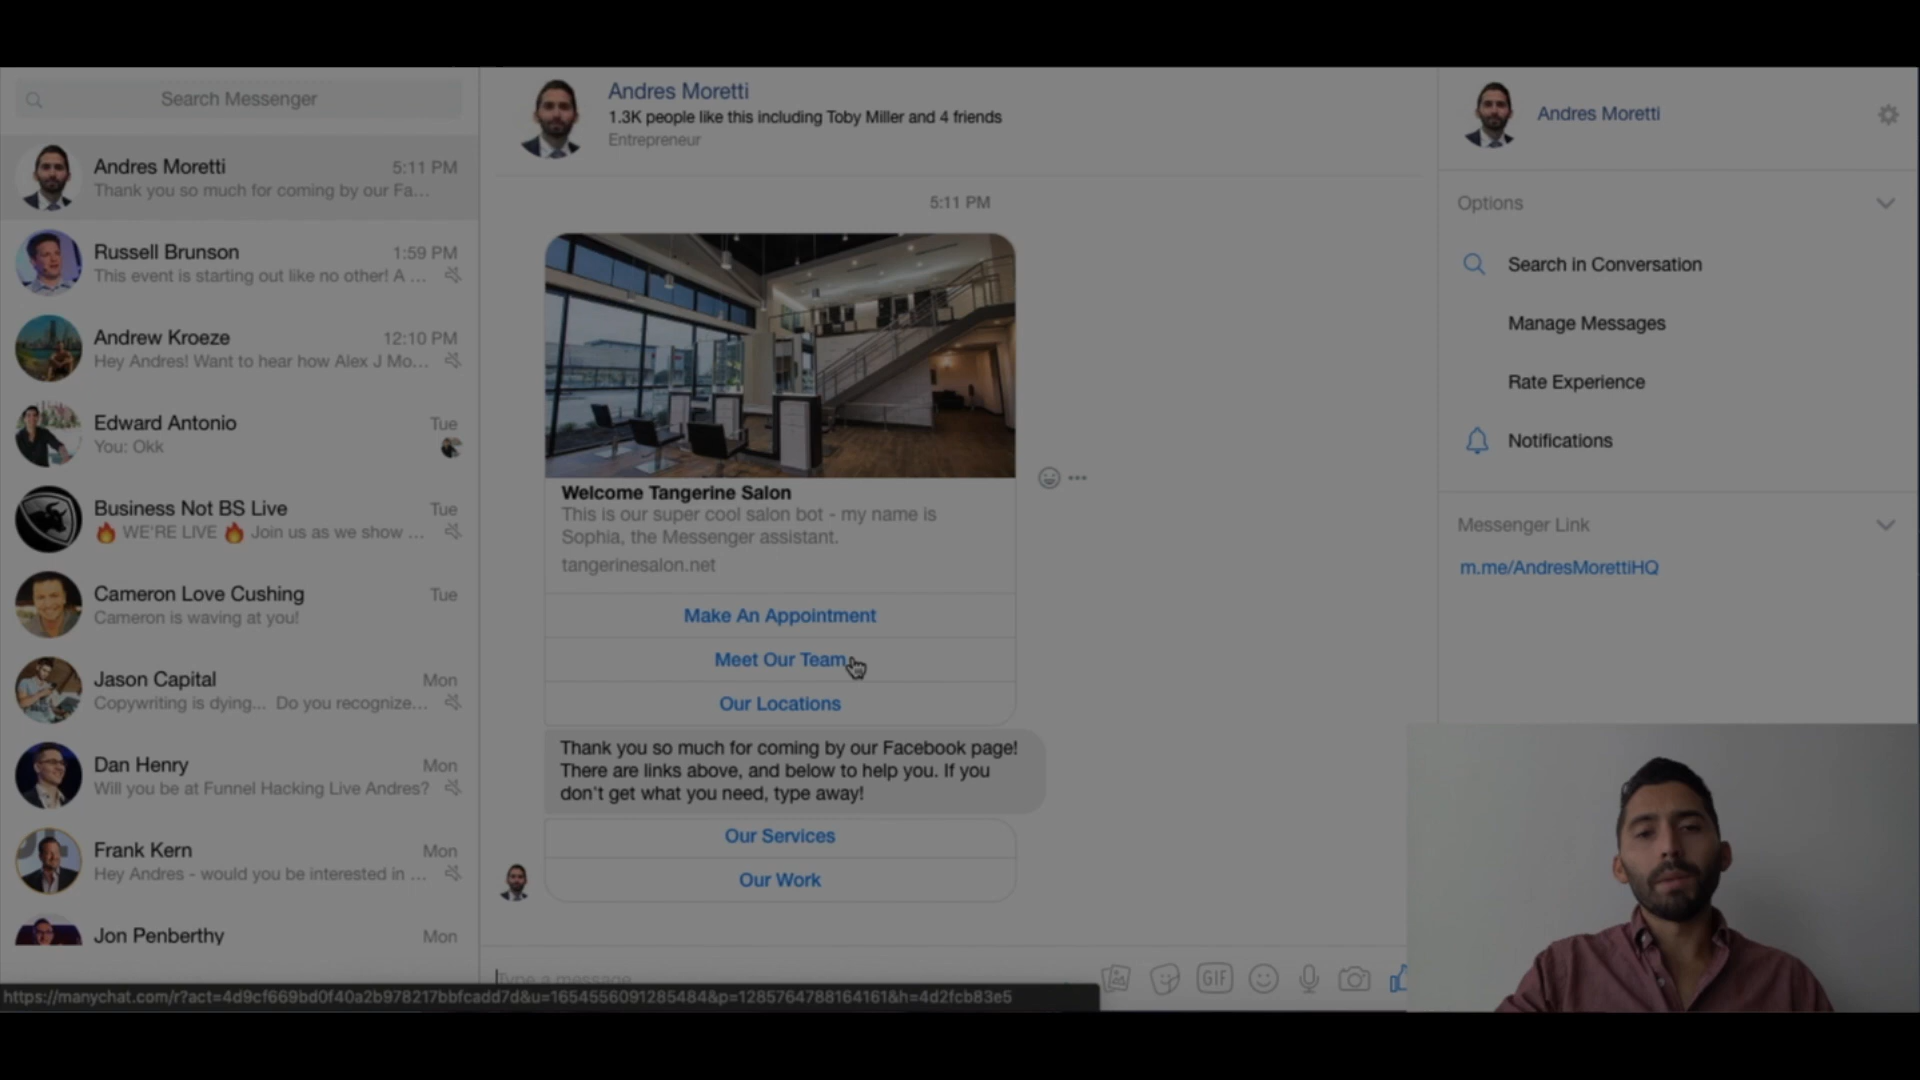 Search Messenger
Andres Moretti
5:11 PM
Thank you so much for coming by our Fa...
Russell Brunson
1:59 PM
This event is starting out like no other! A ...
Andrew Kroeze
12:10 PM
Hey Andres! Want to hear how Alex J Mo...
Edward Antonio
Tue
You: Okk
Business Not BS Live
Tue
🔥 WE'RE LIVE 🔥 Join us as we show ...
Cameron Love Cushing
Tue
Cameron is waving at you!
Jason Capital
Mon
Copywriting is dying... Do you recognize...
Dan Henry
Mon
Will you be at Funnel Hacking Live Andres?
Frank Kern
Mon
Hey Andres - would you be interested in ...
Jon Penberthy
Mon
Andres Moretti
1.3K people like this including Toby Miller and 4 friends
Entrepreneur
5:11 PM
Welcome Tangerine Salon
This is our super cool salon bot - my name is
Sophia, the Messenger assistant.
tangerinesalon.net
Make An Appointment
Meet Our Team
Our Locations
Thank you so much for coming by our Facebook page!
There are links above, and below to help you. If you
don't get what you need, type away!
Our Services
Our Work
Type a message...
GIF
https://manychat.com/r?act=4d9cf669bd0f40a2b978217bbfcadd7d&u=1654556091285484&p=1285764788164161&h=4d2fcb83e5
Andres Moretti
Options
Search in Conversation
Manage Messages
Rate Experience
Notifications
Messenger Link
m.me/AndresMorettiHQ